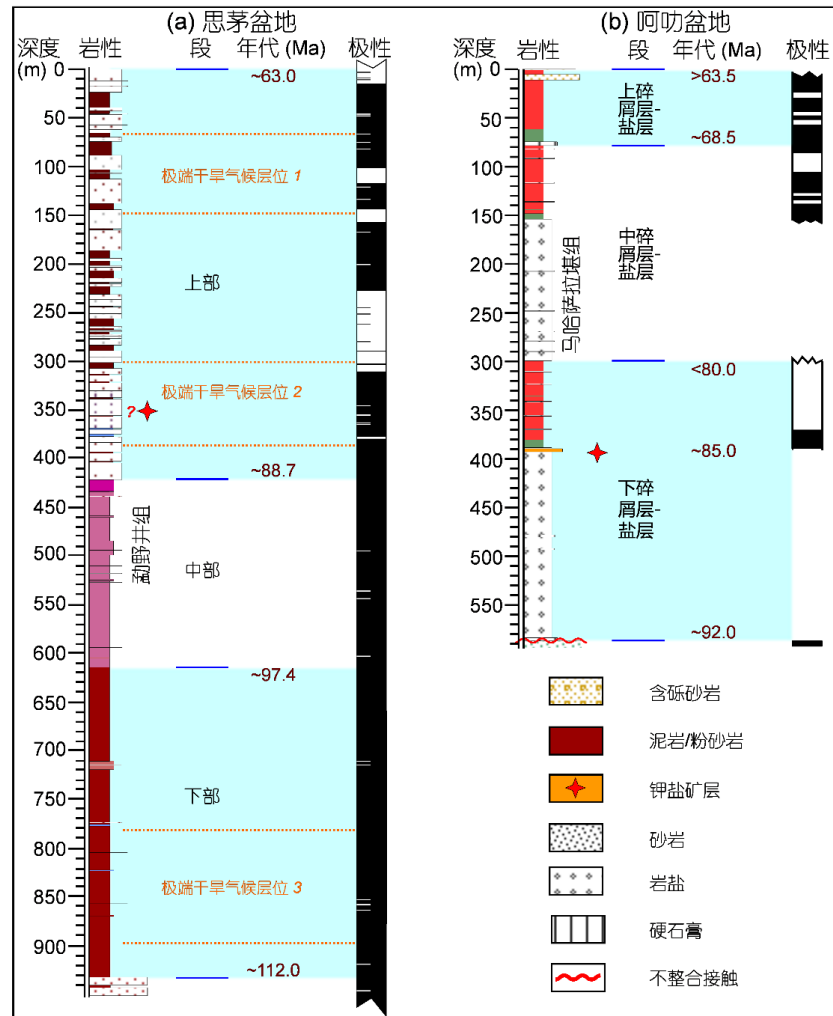 (a) 思茅盆地
深度 岩性 段 年代 (Ma) 极性
(m)
0
50
100
150
200
250
300
350
400
450
500
550
600
650
700
750
800
850
900
~63.0
极端干旱气候层位 1
上部
极端干旱气候层位 2
?
~88.7
勐野井组
中部
~97.4
下部
极端干旱气候层位 3
~112.0
(b) 呵叻盆地
深度 岩性 段 年代 (Ma) 极性
(m)
0
50
100
150
200
250
300
350
400
450
500
550
>63.5
上碎
屑层-
盐层
~68.5
中碎
屑层-
盐层
马哈萨拉堪组
<80.0
~85.0
下碎
屑层-
盐层
~92.0
含砾砂岩
泥岩/粉砂岩
钾盐矿层
砂岩
岩盐
硬石膏
不整合接触